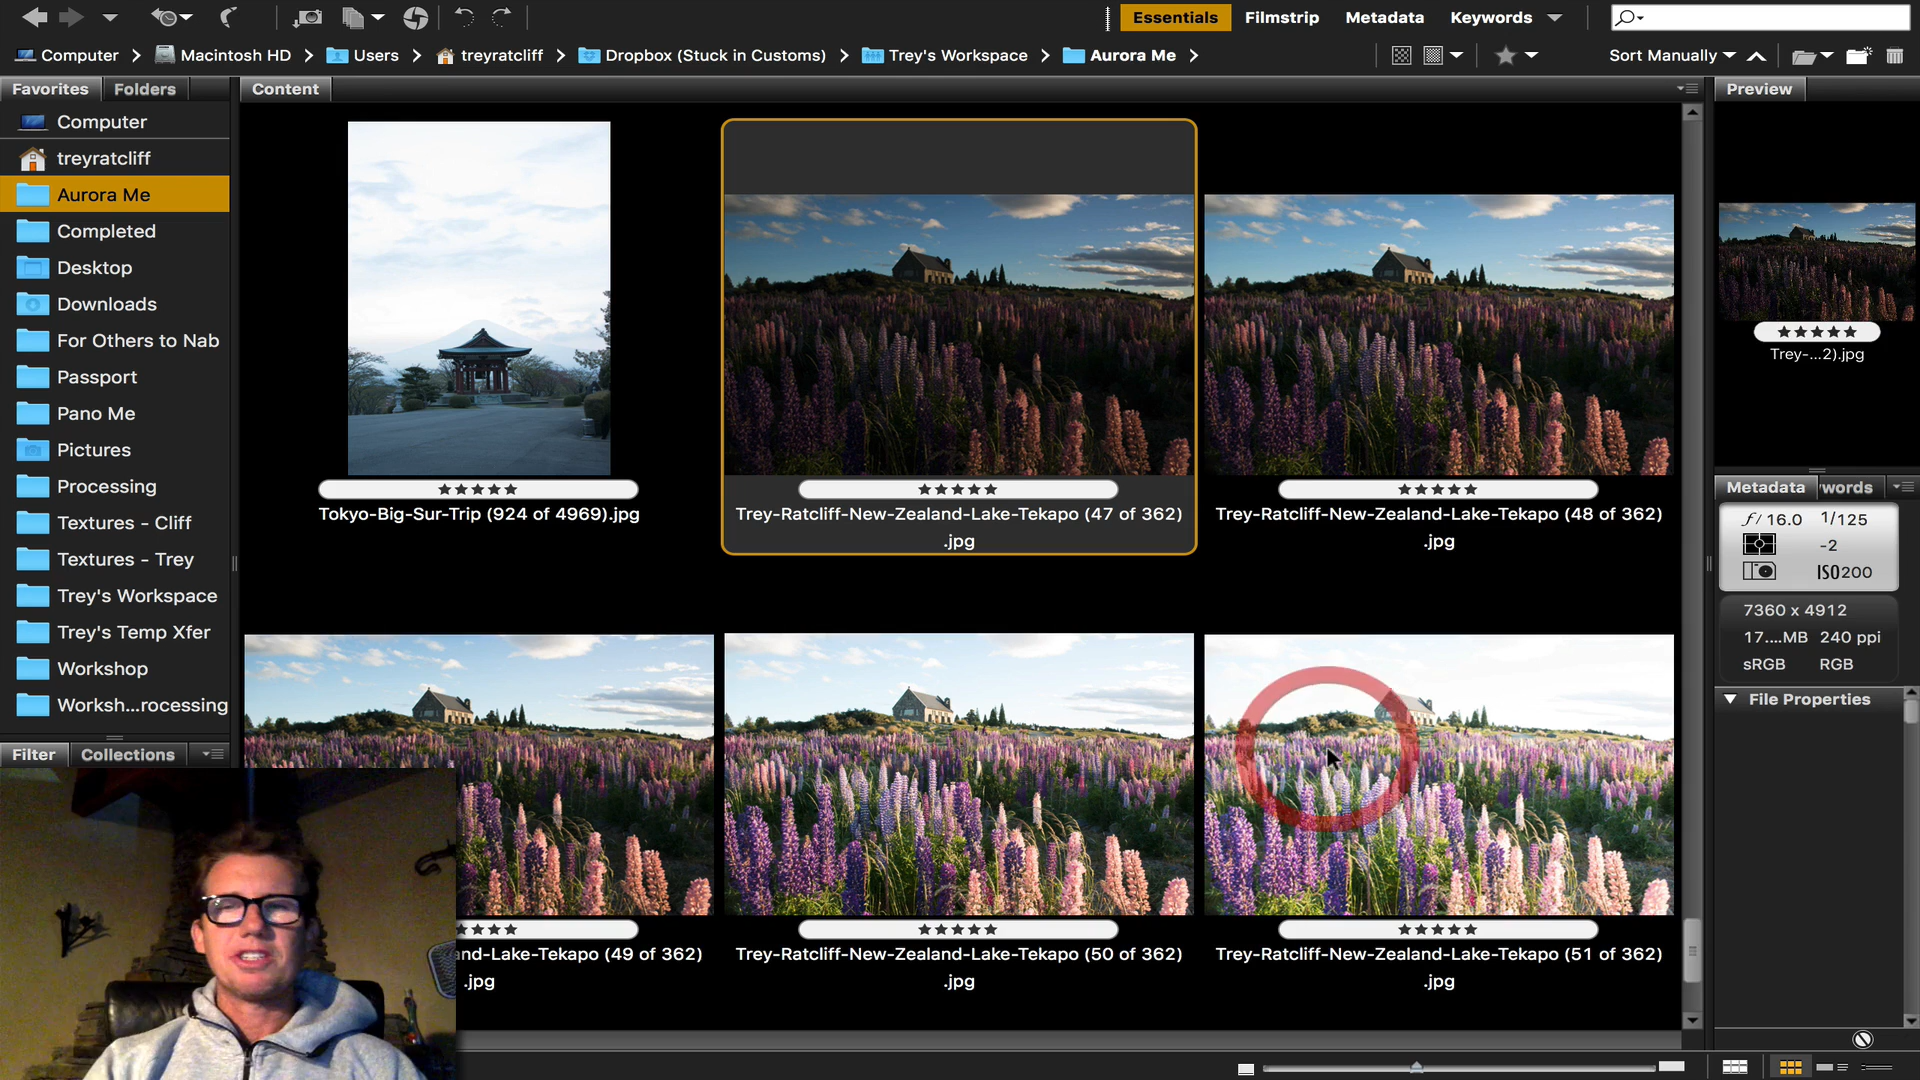 Essentials
Filmstrip
Metadata
Keywords
Computer
Macintosh HD
Users
treyratcliff
Dropbox (Stuck in Customs)
Trey's Workspace
Aurora Me
Sort Manually
Favorites
Folders
Content
Preview
Computer
treyratcliff
Aurora Me
Completed
Desktop
Downloads
For Others to Nab
Passport
Pano Me
Pictures
Processing
Textures - Cliff
Textures - Trey
Trey's Workspace
Trey's Temp Xfer
Workshop
Worksh...rocessing
Filter
Collections
Tokyo-Big-Sur-Trip (924 of 4969).jpg
Trey-Ratcliff-New-Zealand-Lake-Tekapo (47 of 362)
.jpg
Trey-Ratcliff-New-Zealand-Lake-Tekapo (48 of 362)
.jpg
and-Lake-Tekapo (49 of 362)
.jpg
Trey-Ratcliff-New-Zealand-Lake-Tekapo (50 of 362)
.jpg
Trey-Ratcliff-New-Zealand-Lake-Tekapo (51 of 362)
.jpg
Trey-...2).jpg
Metadata
words
f/ 16.0 1/125
-2
ISO200
7360 x 4912
17....MB 240 ppi
sRGB RGB
File Properties